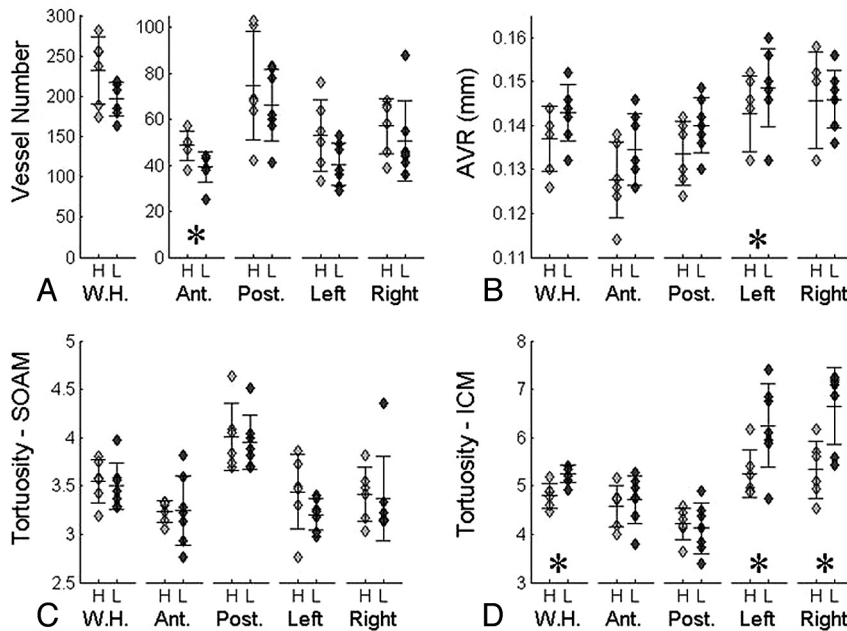 Vessel Number
300
250
200
150
100
50
0
100
80
60
40
20
0
*
H L H L H L H L H L
A W.H. Ant. Post. Left Right
AVR (mm)
0.16
0.15
0.14
0.13
0.12
0.11
*
H L H L H L H L H L
B W.H. Ant. Post. Left Right
Tortuosity - SOAM
5
4.5
4
3.5
3
2.5
H L H L H L H L H L
C W.H. Ant. Post. Left Right
Tortuosity - ICM
8
7
6
5
4
3
* * *
H L H L H L H L H L
D W.H. Ant. Post. Left Right